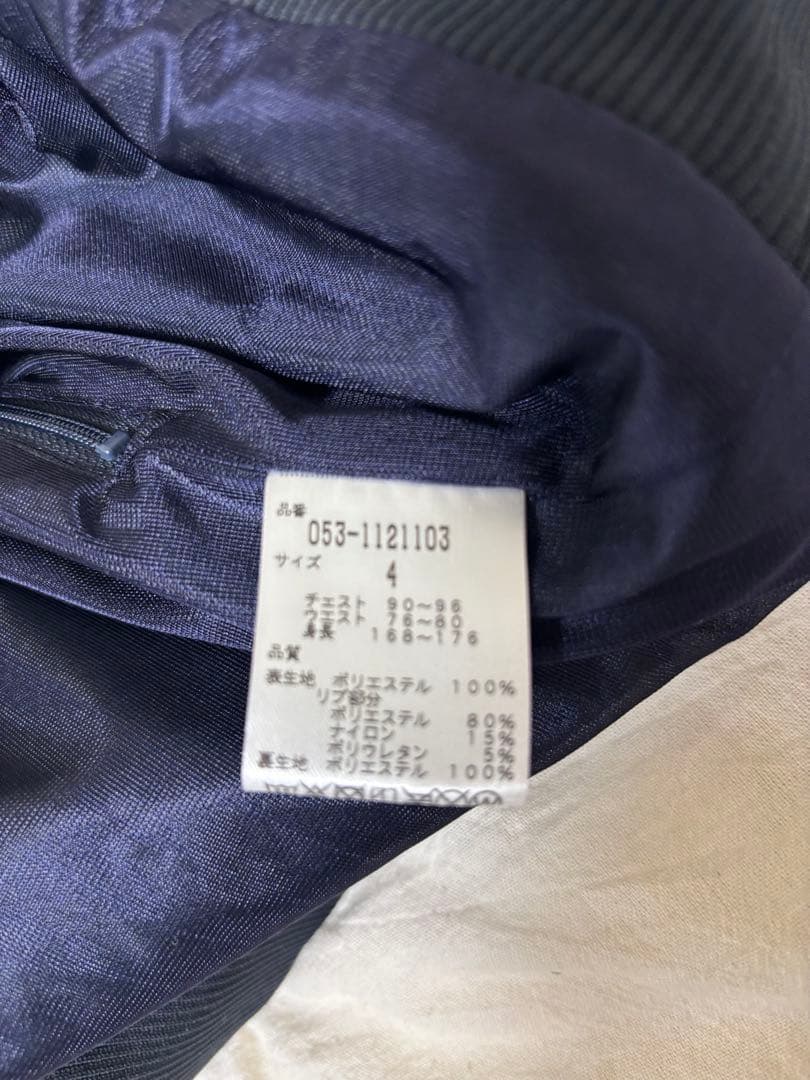 品番
053-1121103
サイズ
4
チェスト 90～96
ウエスト 76～80
身長 168～176
品質
表生地 ポリエステル 100%
リブ部分
ポリエステル 80%
ナイロン 15%
ポリウレタン 5%
裏生地 ポリエステル 100%